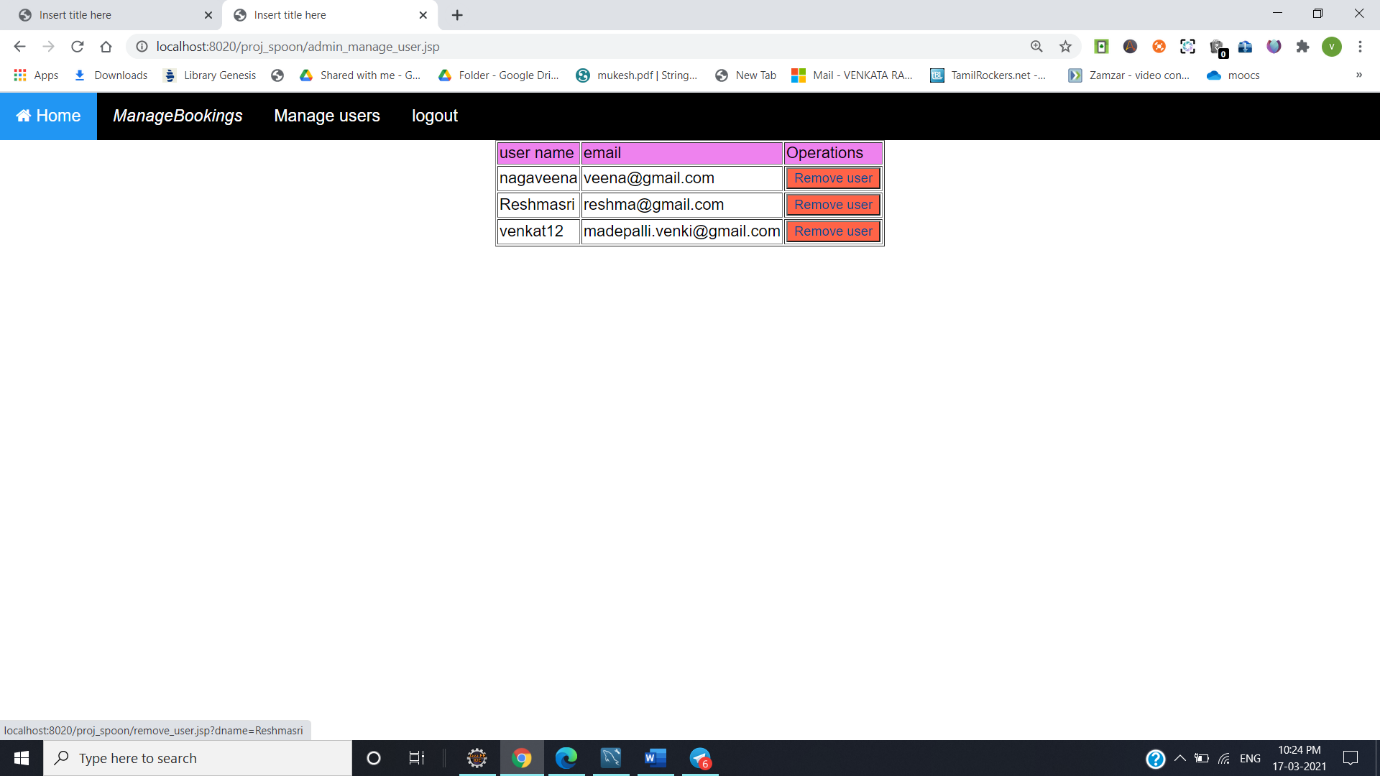 Insert title here
Insert title here
localhost:8020/proj_spoon/admin_manage_user.jsp
V
0
Apps Downloads Library Genesis Shared with me - G... Folder - Google Dri... mukesh.pdf | String... New Tab Mail - VENKATA RA... TamilRockers.net -... Zamzar - video con... moocs »
Home ManageBookings Manage users logout
user name email Operations
nagaveena veena@gmail.com Remove user
Reshmasri reshma@gmail.com Remove user
venkat12 madepalli.venki@gmail.com Remove user
localhost:8020/proj_spoon/remove_user.jsp?dname=Reshmasri
Type here to search
6
ENG
10:24 PM
17-03-2021